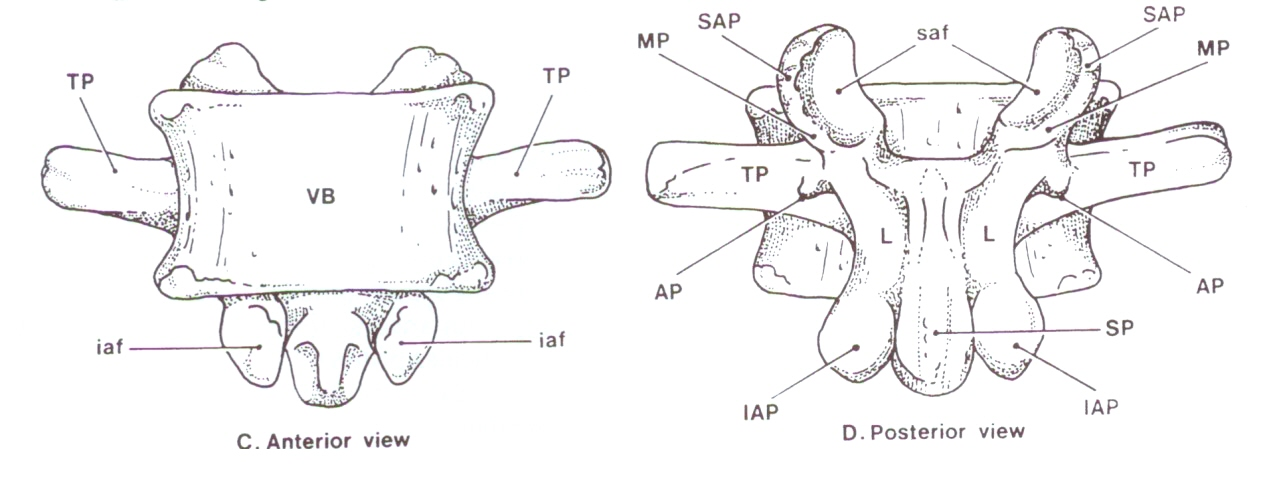 TP
TP
VB
iaf
iaf
C. Anterior view
SAP
saf
SAP
MP
MP
TP
TP
L
L
AP
AP
SP
IAP
IAP
D. Posterior view